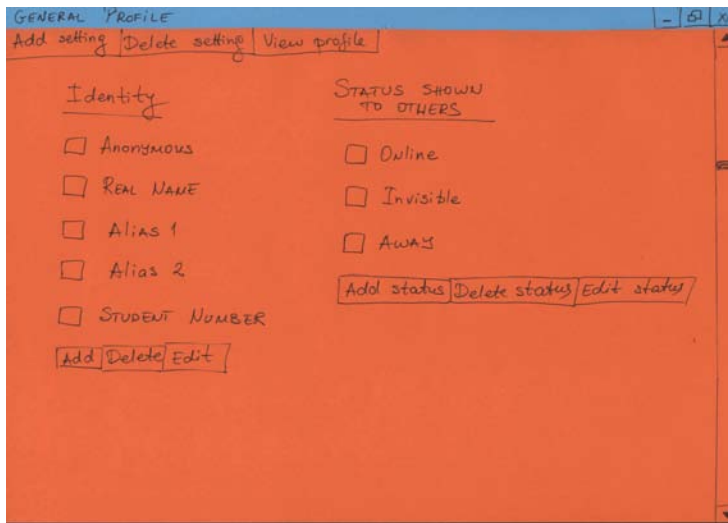 GENERAL PROFILE
Add setting Delete setting View profile
Identity
Anonymous
REAL NAME
Alias 1
Alias 2
STUDENT NUMBER
Add Delete Edit
STATUS SHOWN
TO OTHERS
Online
Invisible
AWAY
Add status Delete status Edit status